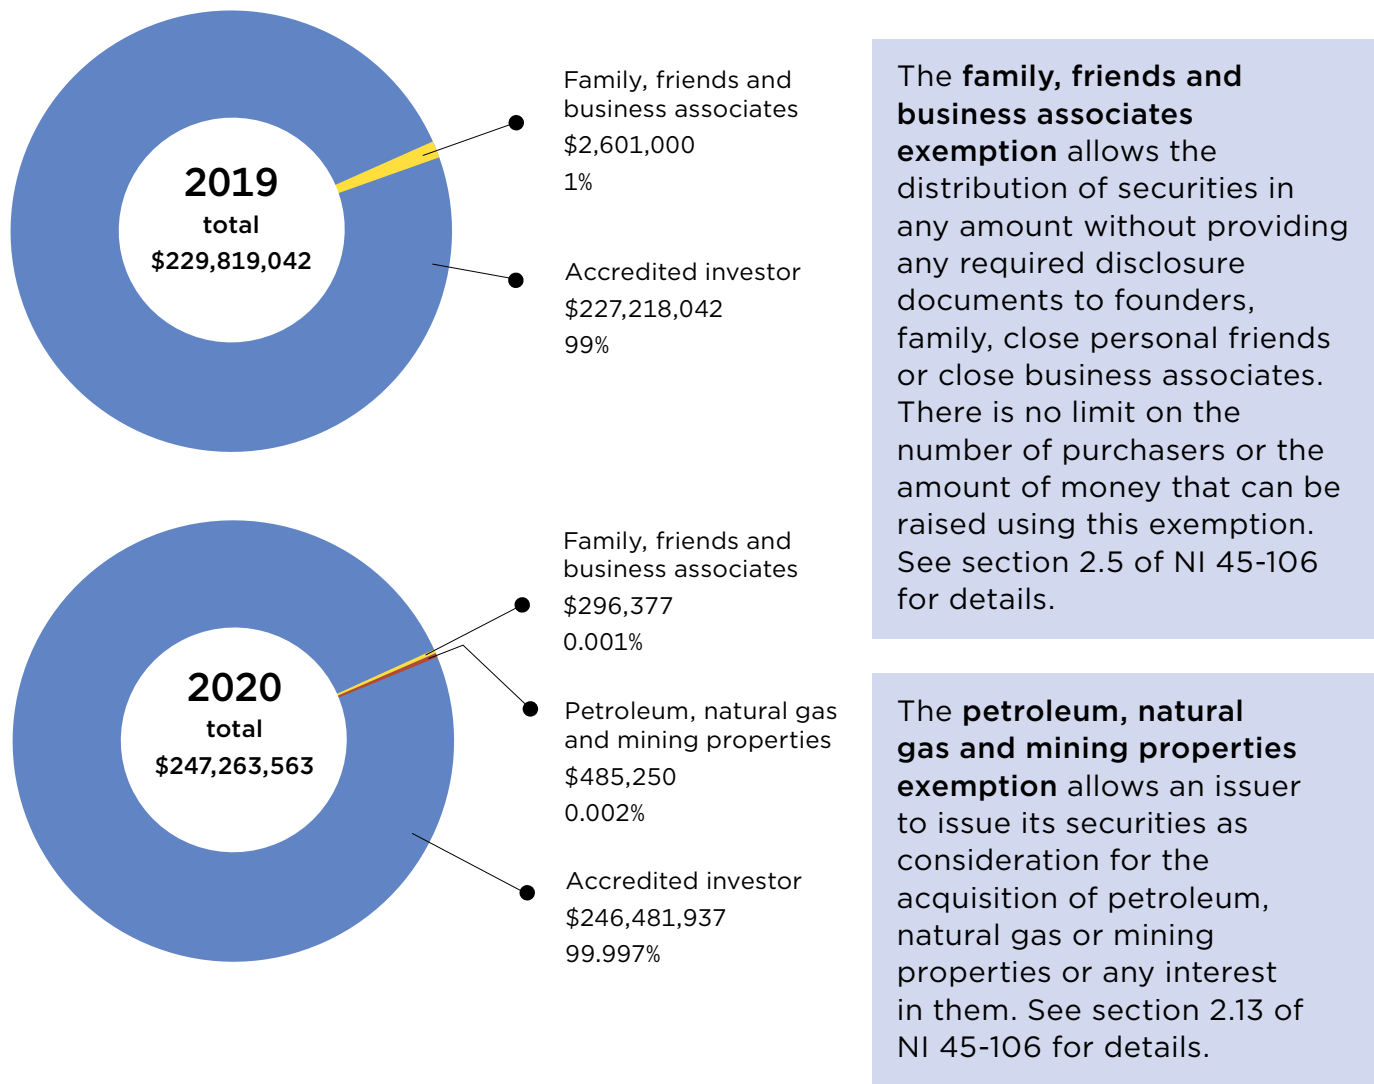 2019
total
$229,819,042
Family, friends and
business associates
$2,601,000
1%
Accredited investor
$227,218,042
99%
2020
total
$247,263,563
Family, friends and
business associates
$296,377
0.001%
Petroleum, natural gas
and mining properties
$485,250
0.002%
Accredited investor
$246,481,937
99.997%
The family, friends and
business associates
exemption allows the
distribution of securities in
any amount without providing
any required disclosure
documents to founders,
family, close personal friends
or close business associates.
There is no limit on the
number of purchasers or the
amount of money that can be
raised using this exemption.
See section 2.5 of NI 45-106
for details.
The petroleum, natural
gas and mining properties
exemption allows an issuer
to issue its securities as
consideration for the
acquisition of petroleum,
natural gas or mining
properties or any interest
in them. See section 2.13 of
NI 45-106 for details.